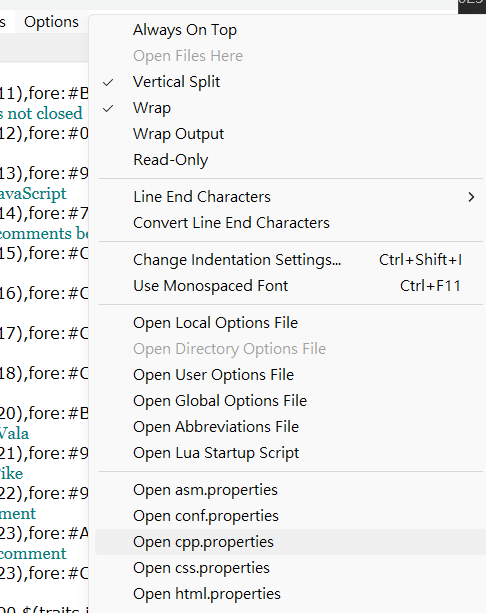 s Options
Always On Top
Open Files Here
Vertical Split
Wrap
Wrap Output
Read-Only
Line End Characters
Convert Line End Characters
Change Indentation Settings... Ctrl+Shift+I
Use Monospaced Font Ctrl+F11
Open Local Options File
Open Directory Options File
Open User Options File
Open Global Options File
Open Abbreviations File
Open Lua Startup Script
Open asm.properties
Open conf.properties
Open cpp.properties
Open css.properties
Open html.properties
11),fore:#B
s not closed
12),fore:#0
13),fore:#9
avaScript
14),fore:#7
comments be
15),fore:#C
16),fore:#C
17),fore:#C
18),fore:#C
20),fore:#B
Vala
21),fore:#9
Pike
22),fore:#9
ment
23),fore:#A
comment
23),fore:#C